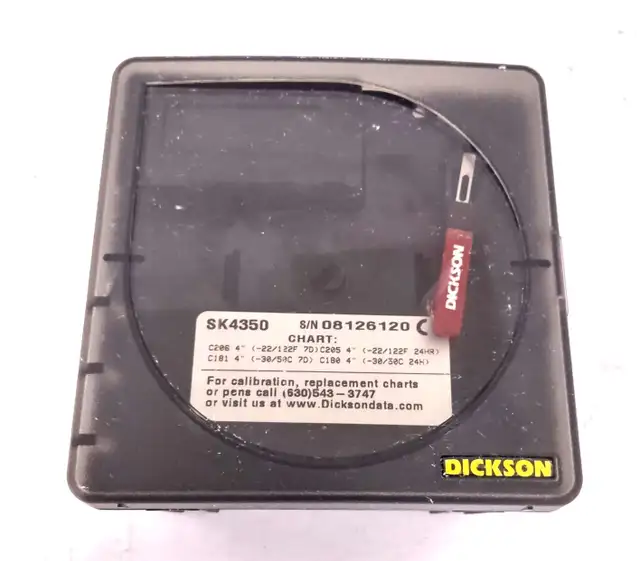 DICKSON
SK4350 S/N 08126120 C
CHART:
C206 4" (-22/122F 7D)C205 4" (-22/122F 24HR)
C181 4" (-30/50C 7D) C180 4" (-30/50C 24H)
For calibration, replacement charts
or pens call (630)543-3747
or visit us at www.Dicksondata.com
DICKSON